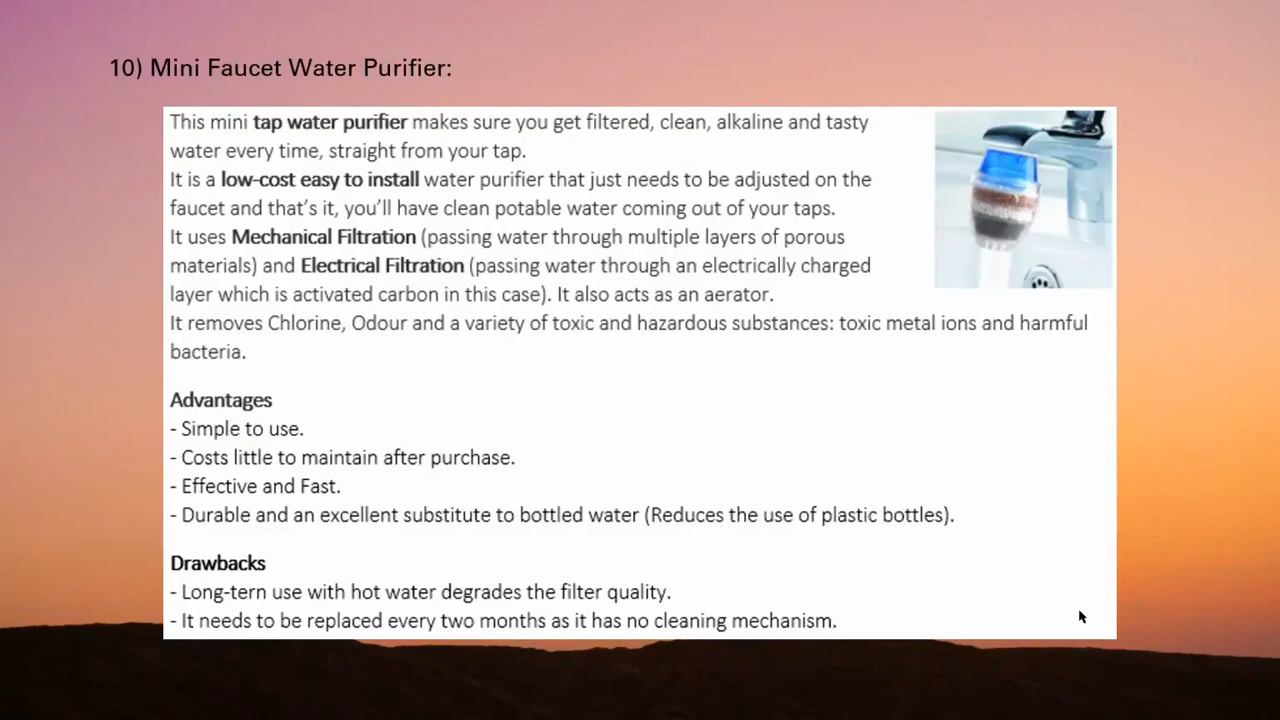 10) Mini Faucet Water Purifier:
This mini tap water purifier makes sure you get filtered, clean, alkaline and tasty
water every time, straight from your tap.
It is a low-cost easy to install water purifier that just needs to be adjusted on the
faucet and that's it, you'll have clean potable water coming out of your taps.
It uses Mechanical Filtration (passing water through multiple layers of porous
materials) and Electrical Filtration (passing water through an electrically charged
layer which is activated carbon in this case). It also acts as an aerator.
It removes Chlorine, Odour and a variety of toxic and hazardous substances: toxic metal ions and harmful
bacteria.
Advantages
- Simple to use.
- Costs little to maintain after purchase.
- Effective and Fast.
- Durable and an excellent substitute to bottled water (Reduces the use of plastic bottles).
Drawbacks
- Long-tern use with hot water degrades the filter quality.
- It needs to be replaced every two months as it has no cleaning mechanism.